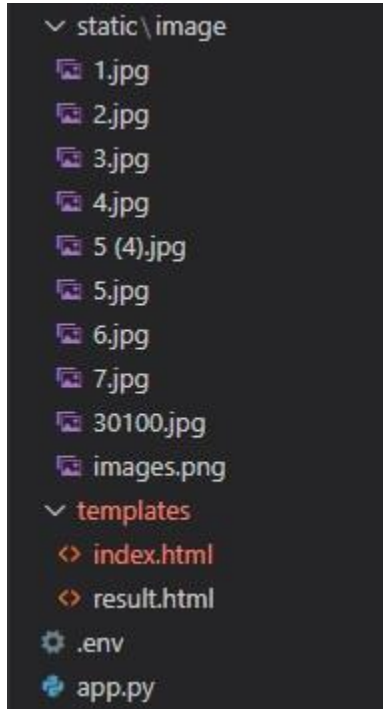 static\image
1.jpg
2.jpg
3.jpg
4.jpg
5 (4).jpg
5.jpg
6.jpg
7.jpg
30100.jpg
images.png
templates
index.html
result.html
.env
app.py